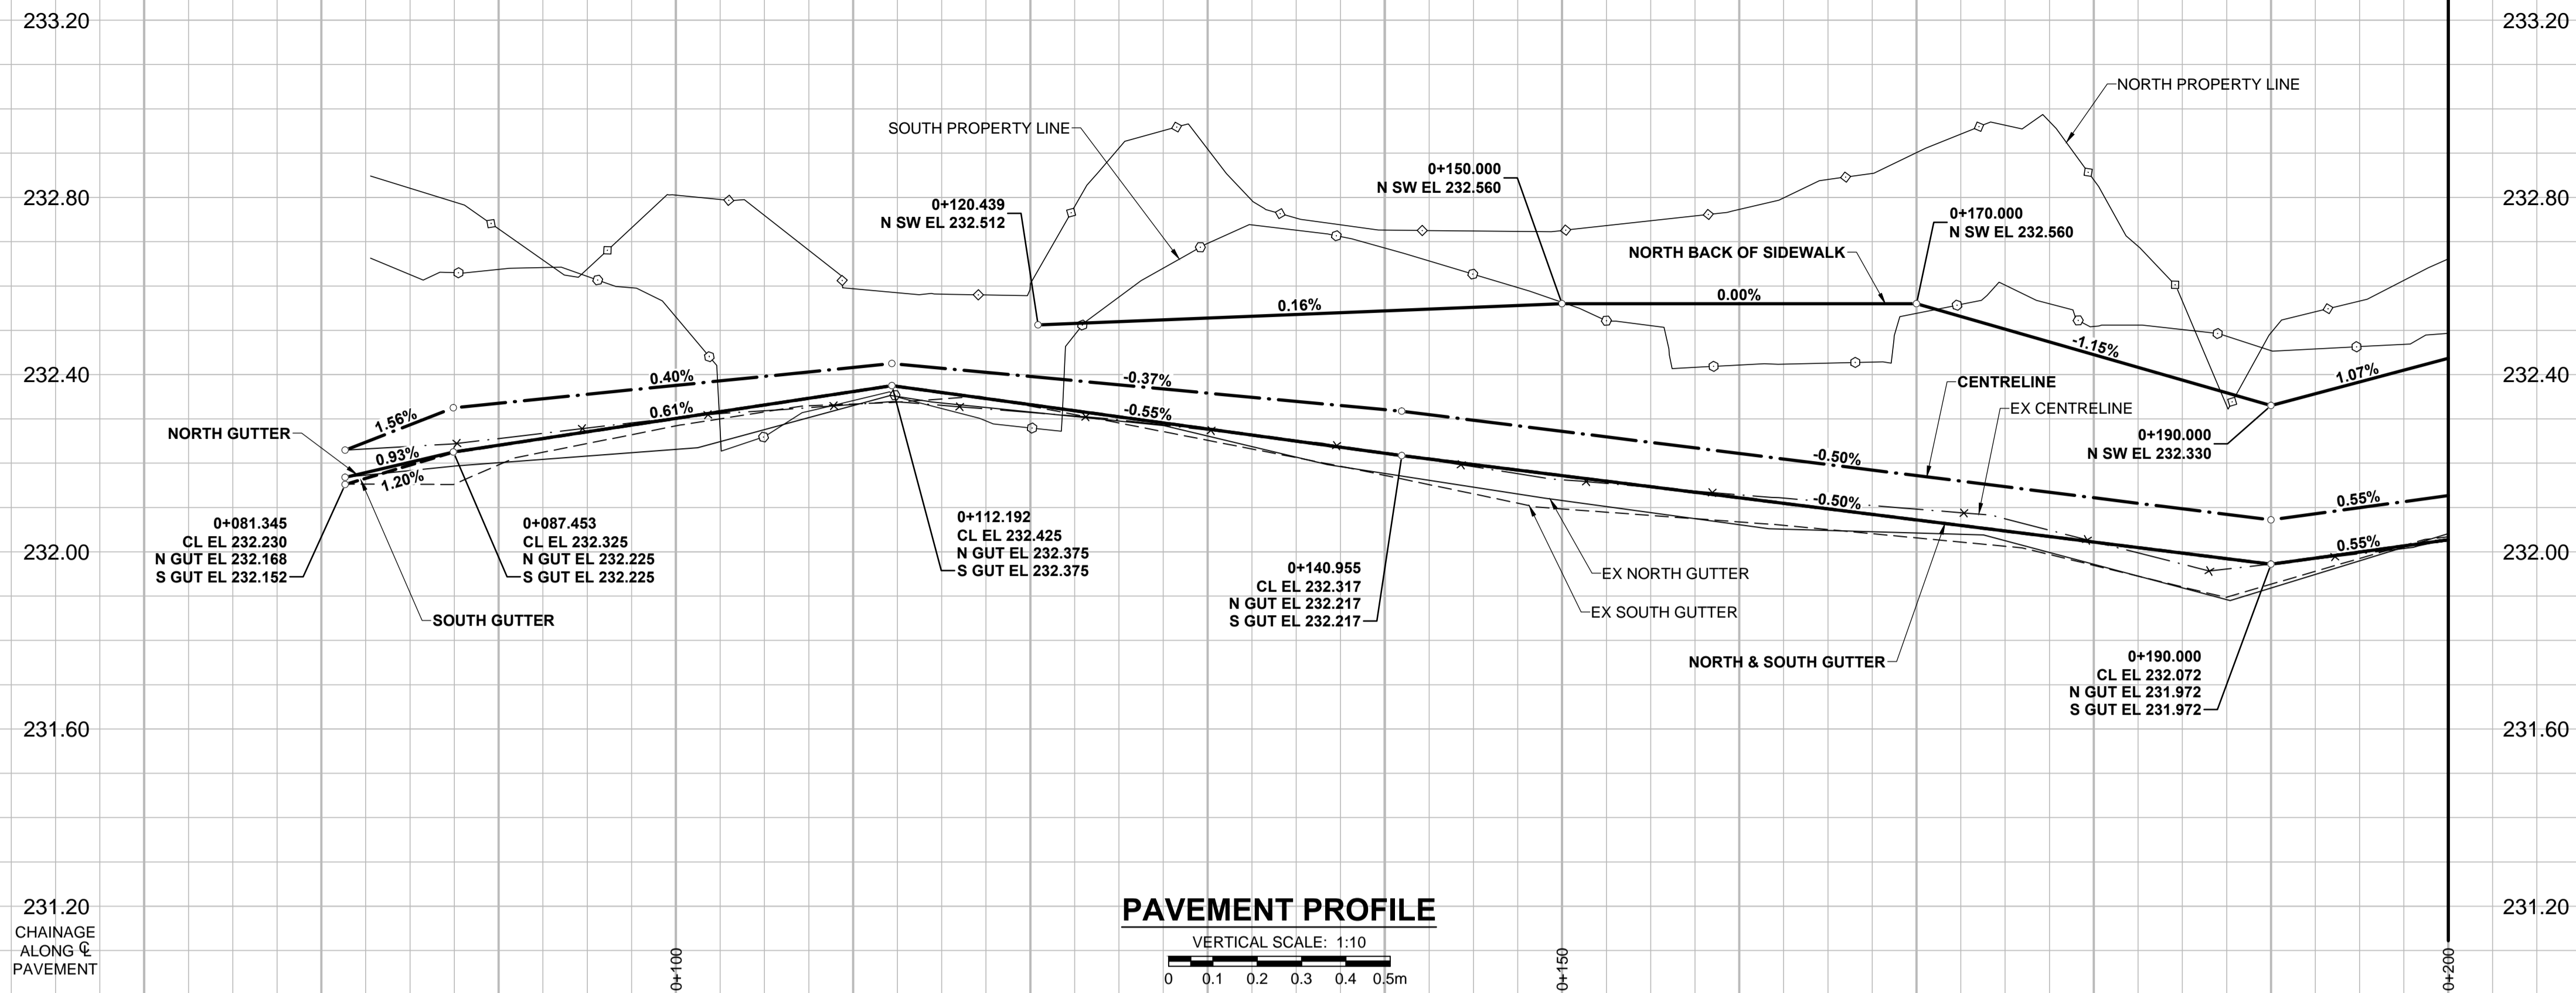 233.20
233.20
NORTH PROPERTY LINE
SOUTH PROPERTY LINE
0+150.000
N SW EL 232.560
232.80
232.80
0+120.439
N SW EL 232.512
0+170.000
N SW EL 232.560
NORTH BACK OF SIDEWALK
0.16%
0.00%
-1.15%
1.07%
232.40
232.40
0.40%
-0.37%
CENTRELINE
EX CENTRELINE
1.56%
0.61%
-0.55%
NORTH GUTTER
0+190.000
N SW EL 232.330
0.93%
-0.50%
1.20%
-0.50%
0.55%
0+081.345
CL EL 232.230
N GUT EL 232.168
S GUT EL 232.152
0+087.453
CL EL 232.325
N GUT EL 232.225
S GUT EL 232.225
0+112.192
CL EL 232.425
N GUT EL 232.375
S GUT EL 232.375
0.55%
232.00
232.00
0+140.955
CL EL 232.317
N GUT EL 232.217
S GUT EL 232.217
EX NORTH GUTTER
EX SOUTH GUTTER
SOUTH GUTTER
NORTH & SOUTH GUTTER
0+190.000
CL EL 232.072
N GUT EL 231.972
S GUT EL 231.972
231.60
231.60
231.20
231.20
PAVEMENT PROFILE
VERTICAL SCALE: 1:10
0 0.1 0.2 0.3 0.4 0.5m
CHAINAGE
ALONG ℄
PAVEMENT
0+100
0+150
0+200